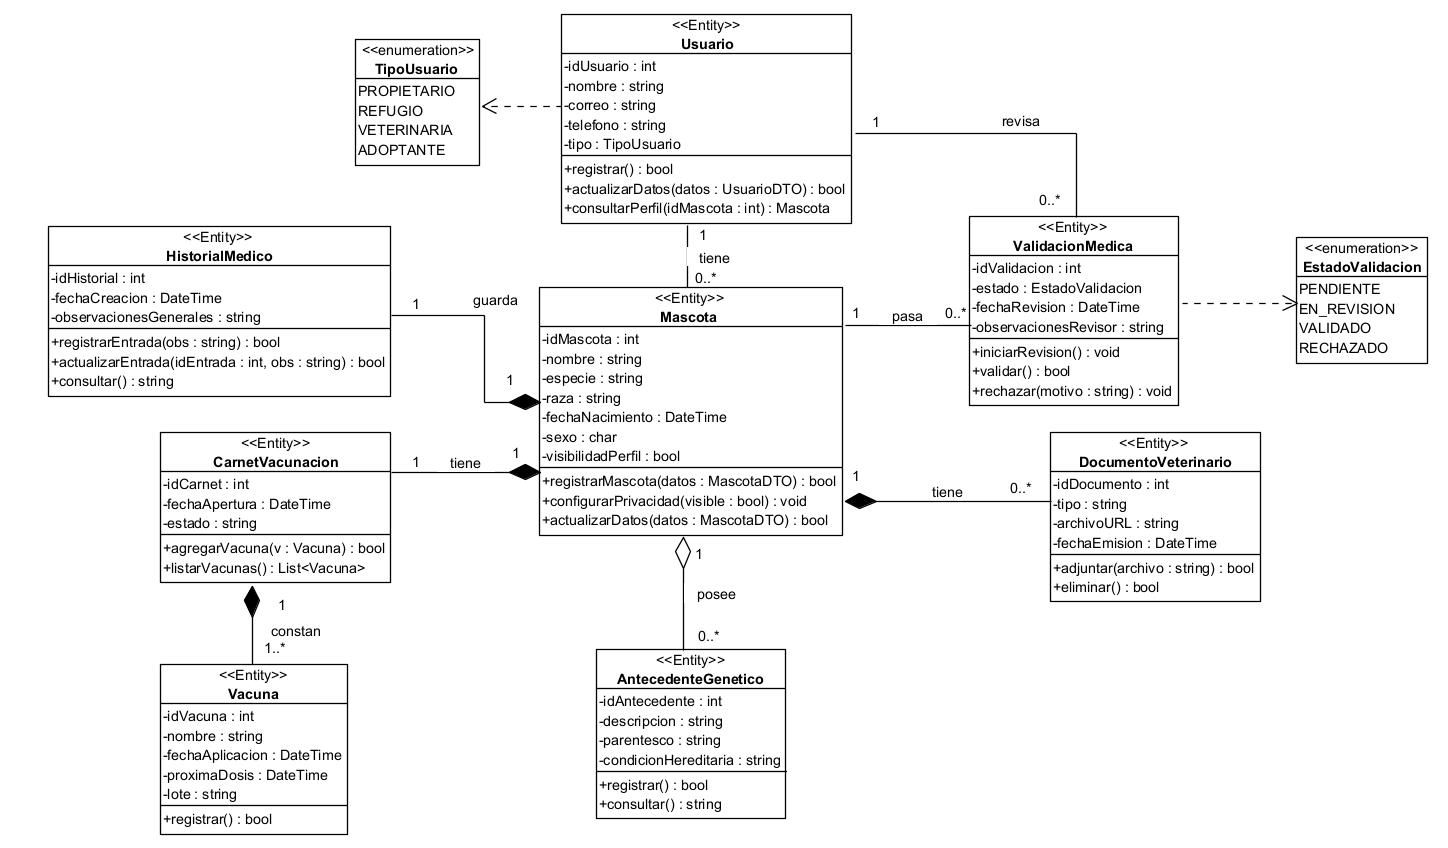 <<Entity>>
Usuario
-idUsuario : int
-nombre : string
-correo : string
-telefono : string
-tipo : TipoUsuario
+registrar() : bool
+actualizarDatos(datos : UsuarioDTO) : bool
+consultarPerfil(idMascota : int) : Mascota
<<enumeration>>
TipoUsuario
PROPIETARIO
REFUGIO
VETERINARIA
ADOPTANTE
1
revisa
0..*
1
tiene
0..*
<<Entity>>
HistorialMedico
-idHistorial : int
-fechaCreacion : DateTime
-observacionesGenerales : string
+registrarEntrada(obs : string) : bool
+actualizarEntrada(idEntrada : int, obs : string) : bool
+consultar() : string
1
guarda
1
<<Entity>>
Mascota
-idMascota : int
-nombre : string
-especie : string
-raza : string
-fechaNacimiento : DateTime
-sexo : char
-visibilidadPerfil : bool
+registrarMascota(datos : MascotaDTO) : bool
+configurarPrivacidad(visible : bool) : void
+actualizarDatos(datos : MascotaDTO) : bool
1
pasa
0..*
<<Entity>>
ValidacionMedica
-idValidacion : int
-estado : EstadoValidacion
-fechaRevision : DateTime
-observacionesRevisor : string
+iniciarRevision() : void
+validar() : bool
+rechazar(motivo : string) : void
<<enumeration>>
EstadoValidacion
PENDIENTE
EN_REVISION
VALIDADO
RECHAZADO
<<Entity>>
CarnetVacunacion
-idCarnet : int
-fechaApertura : DateTime
-estado : string
+agregarVacuna(v : Vacuna) : bool
+listarVacunas() : List<Vacuna>
1
tiene
1
1
tiene
0..*
<<Entity>>
DocumentoVeterinario
-idDocumento : int
-tipo : string
-archivoURL : string
-fechaEmision : DateTime
+adjuntar(archivo : string) : bool
+eliminar() : bool
1
constan
1..*
1
posee
0..*
<<Entity>>
Vacuna
-idVacuna : int
-nombre : string
-fechaAplicacion : DateTime
-proximaDosis : DateTime
-lote : string
+registrar() : bool
<<Entity>>
AntecedenteGenetico
-idAntecedente : int
-descripcion : string
-parentesco : string
-condicionHereditaria : string
+registrar() : bool
+consultar() : string